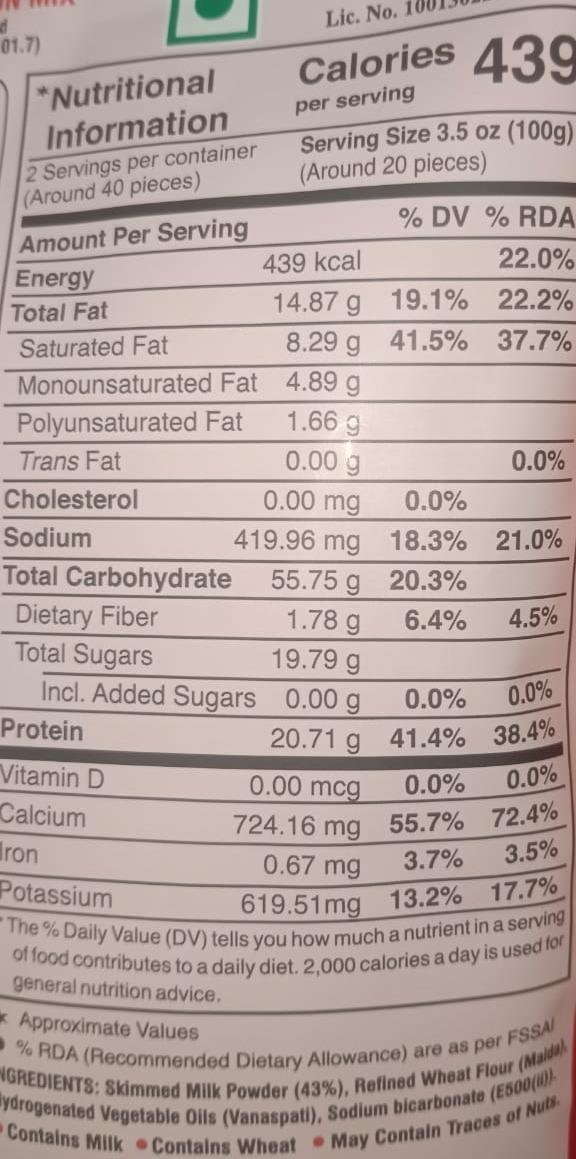 01.7)
Lic. No.
*Nutritional
Information
Calories 439
per serving
2 Servings per container
(Around 40 pieces)
Serving Size 3.5 oz (100g)
(Around 20 pieces)
Amount Per Serving % DV % RDA
Energy 439 kcal 22.0%
Total Fat 14.87 g 19.1% 22.2%
Saturated Fat 8.29 g 41.5% 37.7%
Monounsaturated Fat 4.89 g
Polyunsaturated Fat 1.66 g
Trans Fat 0.00 g 0.0%
Cholesterol 0.00 mg 0.0%
Sodium 419.96 mg 18.3% 21.0%
Total Carbohydrate 55.75 g 20.3%
Dietary Fiber 1.78 g 6.4% 4.5%
Total Sugars 19.79 g
Incl. Added Sugars 0.00 g 0.0% 0.0%
Protein 20.71 g 41.4% 38.4%
Vitamin D 0.00 mcg 0.0% 0.0%
Calcium 724.16 mg 55.7% 72.4%
Iron 0.67 mg 3.7% 3.5%
Potassium 619.51mg 13.2% 17.7%
*The % Daily Value (DV) tells you how much a nutrient in a serving
of food contributes to a daily diet. 2,000 calories a day is used for
general nutrition advice.
* Approximate Values
• % RDA (Recommended Dietary Allowance) are as per FSSAI
INGREDIENTS: Skimmed Milk Powder (43%), Refined Wheat Flour (Maida),
Hydrogenated Vegetable Oils (Vanaspati), Sodium bicarbonate (E500(ii)).
• Contains Milk • Contains Wheat • May Contain Traces of Nuts.